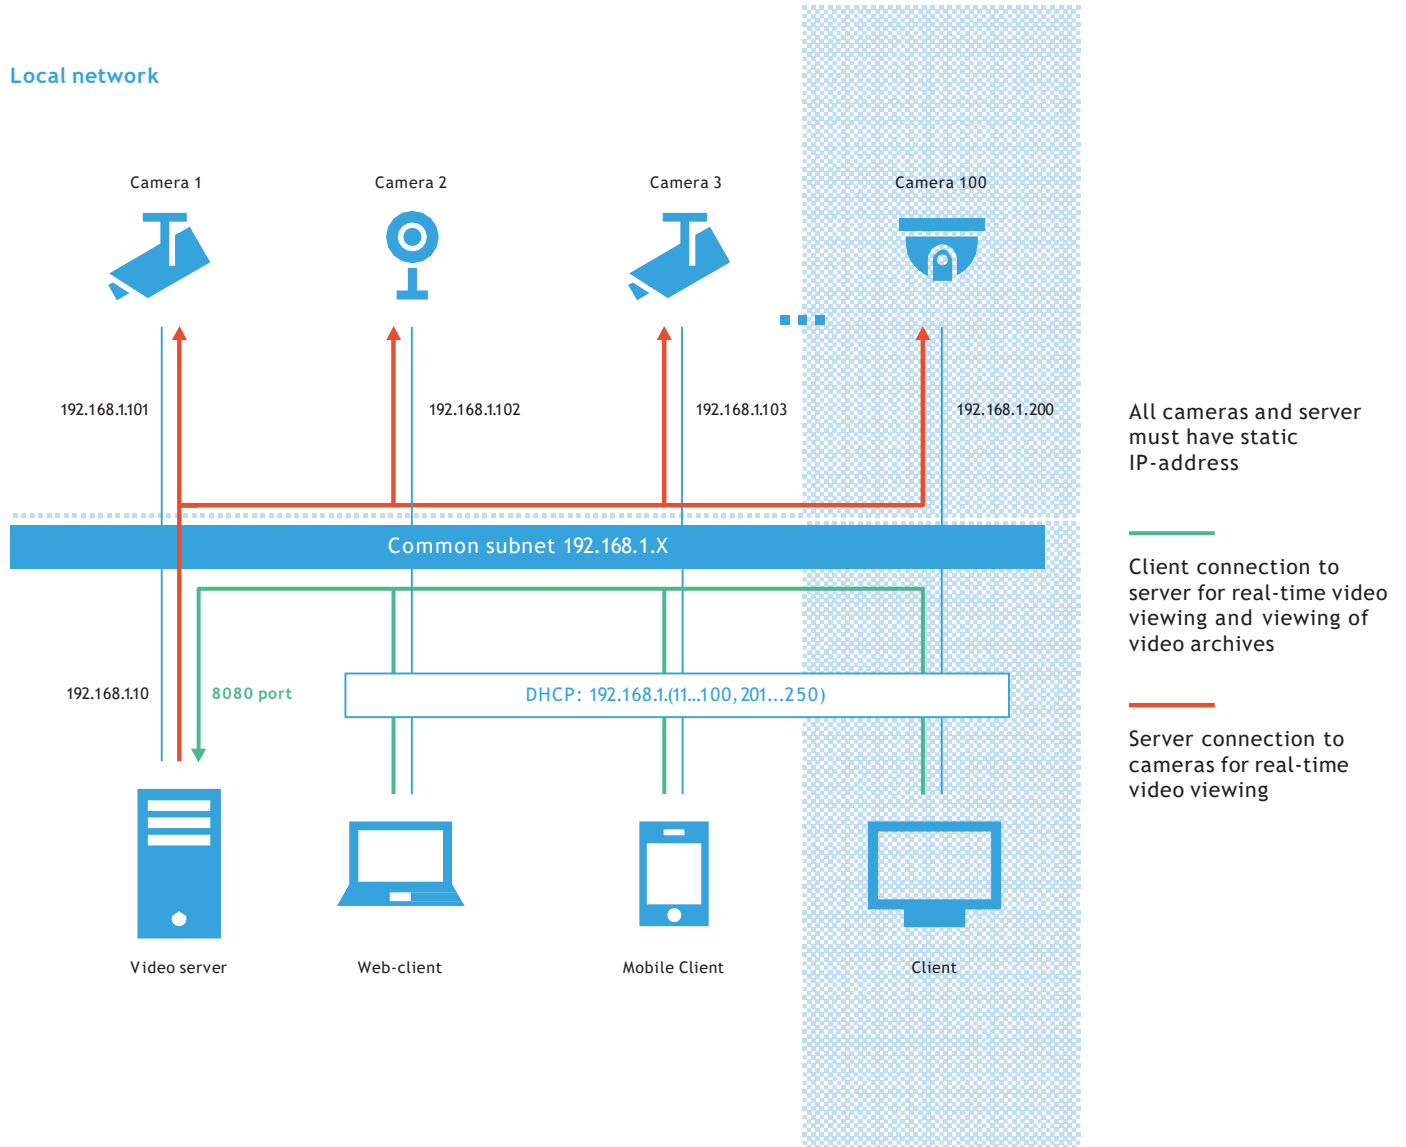 Local network
Camera 1
Camera 2
Camera 3
Camera 100
192.168.1.101
192.168.1.102
192.168.1.103
192.168.1.200
All cameras and server
must have static
IP-address
Common subnet 192.168.1.X
Client connection to
server for real-time video
viewing and viewing of
video archives
192.168.1.10
8080 port
DHCP: 192.168.1.(11...100, 201...250)
Server connection to
cameras for real-time
video viewing
Video server
Web-client
Mobile Client
Client